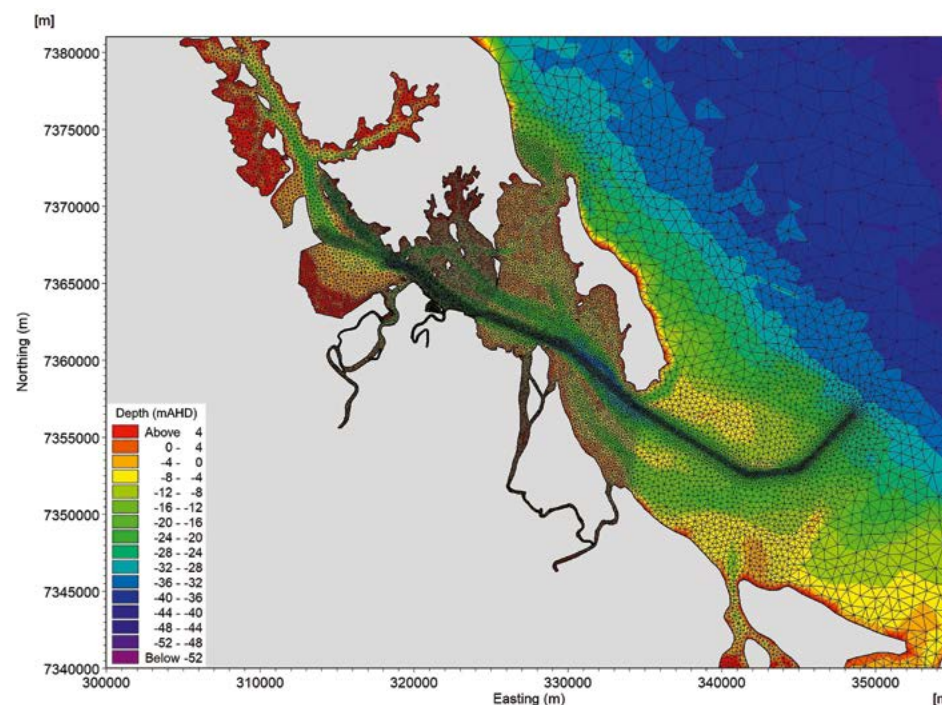 [m]
7380000
7375000
7370000
7365000
7360000
7355000
7350000
7345000
7340000
Northing (m)
Depth (mAHD)
Above 4
0 - 4
-4 - 0
-8 - -4
-12 - -8
-16 - -12
-20 - -16
-24 - -20
-28 - -24
-32 - -28
-36 - -32
-40 - -36
-44 - -40
-48 - -44
-52 - -48
Below -52
300000 310000 320000 330000 340000 350000
Easting (m)
[m